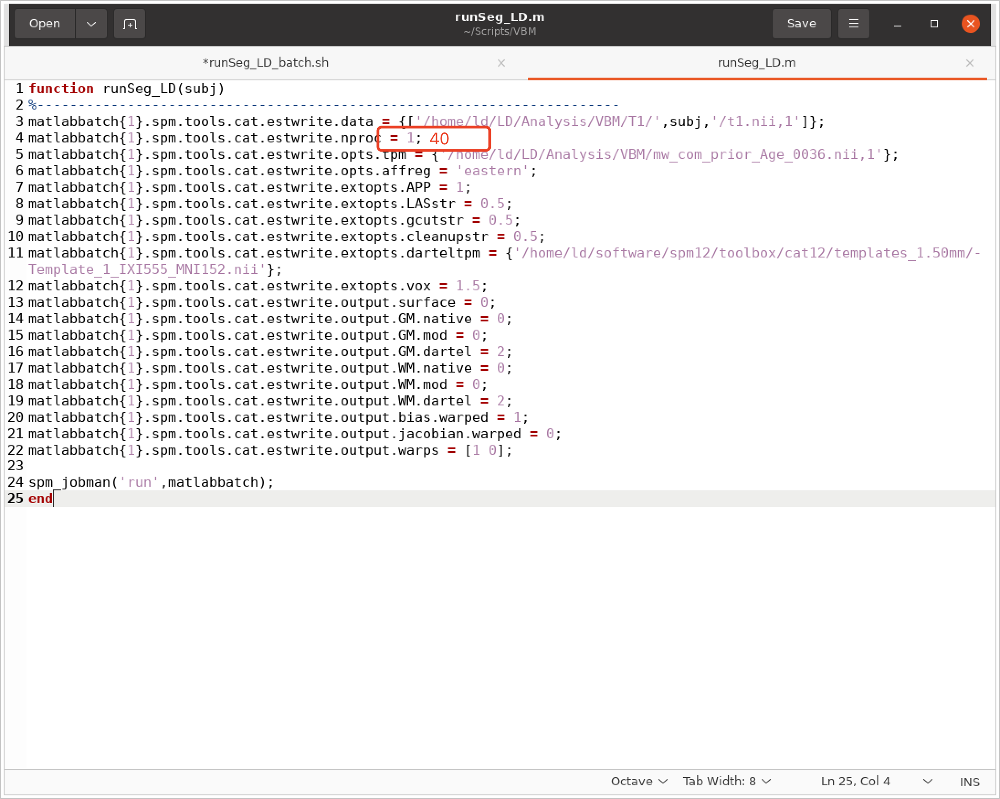 Open
runSeg_LD.m
~/Scripts/VBM
Save
*runSeg_LD_batch.sh
runSeg_LD.m
1 function runSeg_LD(subj)
2 %-----------------------------------------------------------------------
3 matlabbatch{1}.spm.tools.cat.estwrite.data = {['/home/ld/LD/Analysis/VBM/T1/',subj,'/t1.nii,1']};
4 matlabbatch{1}.spm.tools.cat.estwrite.nproc = 1; 40
5 matlabbatch{1}.spm.tools.cat.estwrite.opts.tpm = {'/home/ld/LD/Analysis/VBM/mw_com_prior_Age_0036.nii,1'};
6 matlabbatch{1}.spm.tools.cat.estwrite.opts.affreg = 'eastern';
7 matlabbatch{1}.spm.tools.cat.estwrite.extopts.APP = 1;
8 matlabbatch{1}.spm.tools.cat.estwrite.extopts.LASstr = 0.5;
9 matlabbatch{1}.spm.tools.cat.estwrite.extopts.gcutstr = 0.5;
10 matlabbatch{1}.spm.tools.cat.estwrite.extopts.cleanupstr = 0.5;
11 matlabbatch{1}.spm.tools.cat.estwrite.extopts.darteltpm = {'/home/ld/software/spm12/toolbox/cat12/templates_1.50mm/-
Template_1_IXI555_MNI152.nii'};
12 matlabbatch{1}.spm.tools.cat.estwrite.extopts.vox = 1.5;
13 matlabbatch{1}.spm.tools.cat.estwrite.output.surface = 0;
14 matlabbatch{1}.spm.tools.cat.estwrite.output.GM.native = 0;
15 matlabbatch{1}.spm.tools.cat.estwrite.output.GM.mod = 0;
16 matlabbatch{1}.spm.tools.cat.estwrite.output.GM.dartel = 2;
17 matlabbatch{1}.spm.tools.cat.estwrite.output.WM.native = 0;
18 matlabbatch{1}.spm.tools.cat.estwrite.output.WM.mod = 0;
19 matlabbatch{1}.spm.tools.cat.estwrite.output.WM.dartel = 2;
20 matlabbatch{1}.spm.tools.cat.estwrite.output.bias.warped = 1;
21 matlabbatch{1}.spm.tools.cat.estwrite.output.jacobian.warped = 0;
22 matlabbatch{1}.spm.tools.cat.estwrite.output.warps = [1 0];
23
24 spm_jobman('run',matlabbatch);
25 end
Octave Tab Width: 8 Ln 25, Col 4 INS